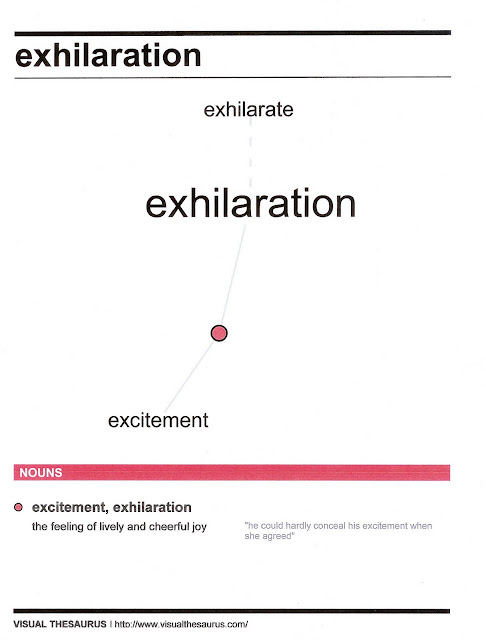 exhilaration
exhilarate
exhilaration
excitement
NOUNS
excitement, exhilaration
the feeling of lively and cheerful joy
"he could hardly conceal his excitement when
she agreed"
VISUAL THESAURUS | http://www.visualthesaurus.com/